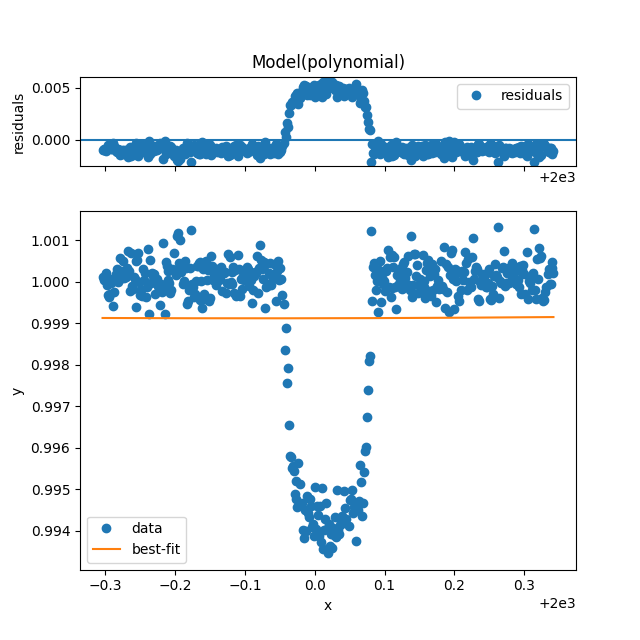 Model(polynomial)
0.005
0.000
residuals
residuals
+2e3
1.001
1.000
0.999
0.998
0.997
0.996
0.995
0.994
y
data
best-fit
−0.3 −0.2 −0.1 0.0 0.1 0.2 0.3
x
+2e3